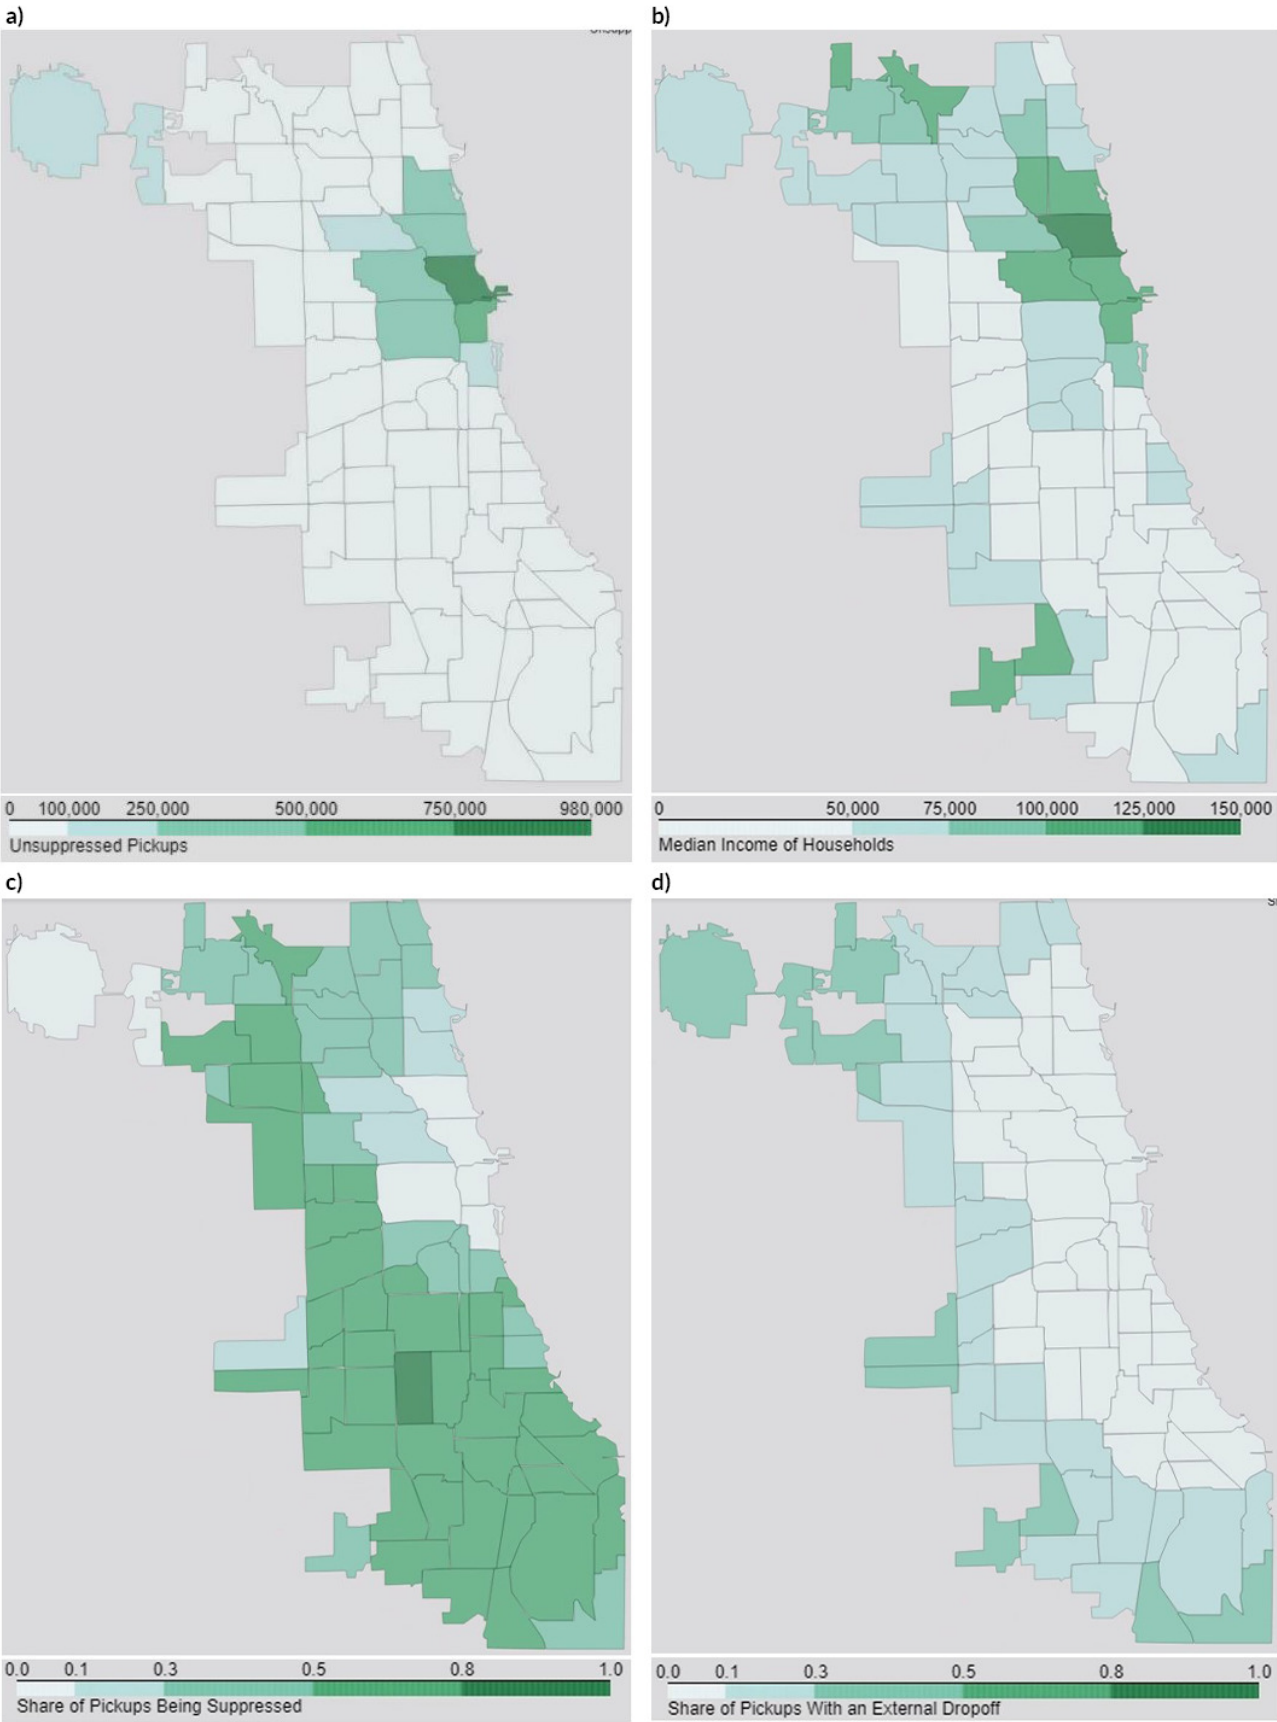 a)
b)
0 100,000 250,000 500,000 750,000 980,000
Unsuppressed Pickups
0 50,000 75,000 100,000 125,000 150,000
Median Income of Households
c)
d)
0.0 0.1 0.3 0.5 0.8 1.0
Share of Pickups Being Suppressed
0.0 0.1 0.3 0.5 0.8 1.0
Share of Pickups With an External Dropoff